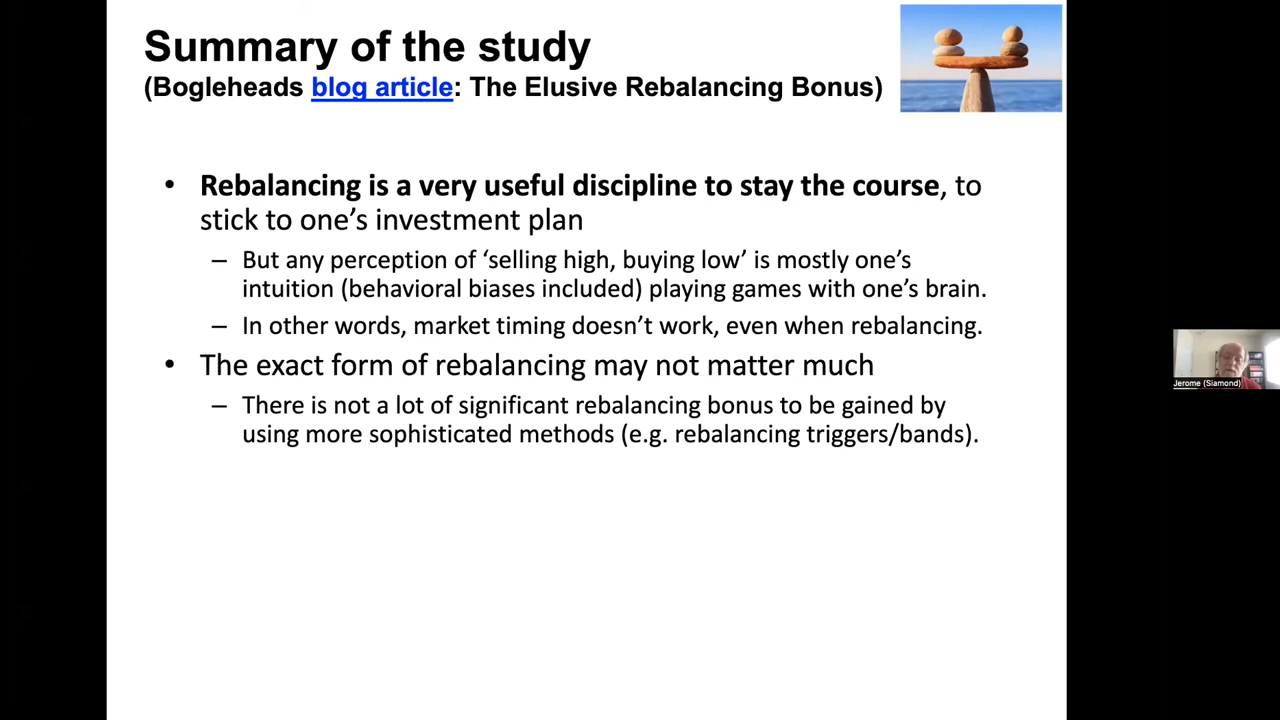 Summary of the study
(Bogleheads blog article: The Elusive Rebalancing Bonus)
• Rebalancing is a very useful discipline to stay the course, to
stick to one’s investment plan
– But any perception of ‘selling high, buying low’ is mostly one’s
intuition (behavioral biases included) playing games with one’s brain.
– In other words, market timing doesn’t work, even when rebalancing.
• The exact form of rebalancing may not matter much
– There is not a lot of significant rebalancing bonus to be gained by
using more sophisticated methods (e.g. rebalancing triggers/bands).
Jerome (Siamond)